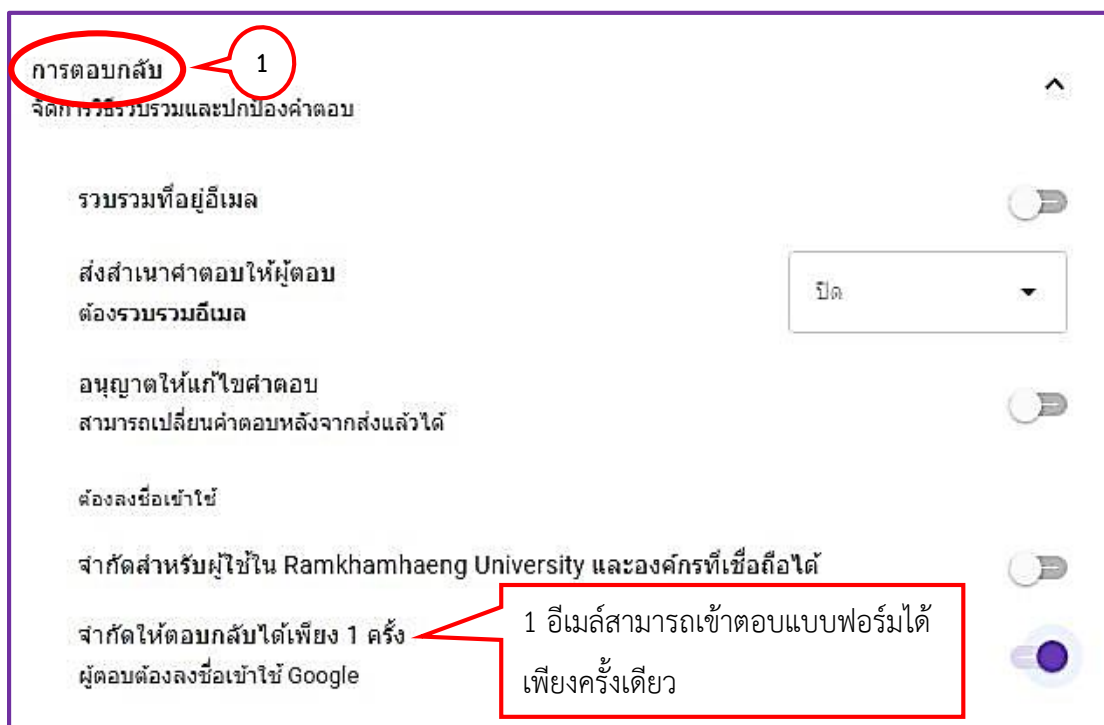 การตอบกลับ
1
จัดการวิธีรวบรวมและปกป้องคำตอบ
รวบรวมที่อยู่อีเมล
ส่งสำเนาคำตอบให้ผู้ตอบ
ต้องรวบรวมอีเมล
ปิด
อนุญาตให้แก้ไขคำตอบ
สามารถเปลี่ยนคำตอบหลังจากส่งแล้วได้
ต้องลงชื่อเข้าใช้
จำกัดสำหรับผู้ใช้ใน Ramkhamhaeng University และองค์กรที่เชื่อถือได้
จำกัดให้ตอบกลับได้เพียง 1 ครั้ง
ผู้ตอบต้องลงชื่อเข้าใช้ Google
1 อีเมล์สามารถเข้าตอบแบบฟอร์มได้
เพียงครั้งเดียว